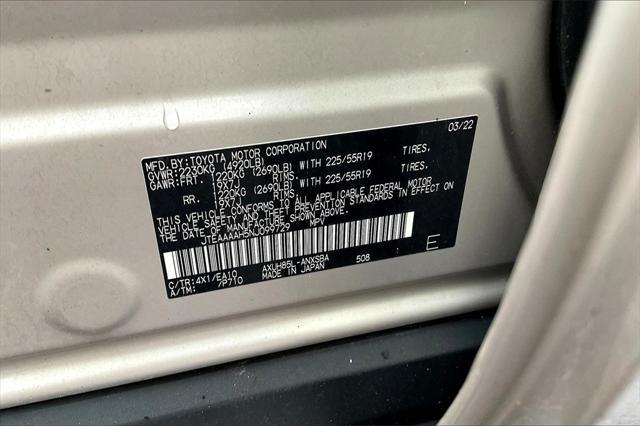 03/22
MFD.BY:TOYOTA MOTOR CORPORATION
GVWR:2230KG (4920LB)
GAWR:FRT. 1220KG (2690LB) WITH 225/55R19 TIRES.
19X7J RIMS.
RR. 1220KG (2690LB) WITH 225/55R19 TIRES.
19X7J RIMS.
THIS VEHICLE CONFORMS TO ALL APPLICABLE FEDERAL MOTOR
VEHICLE SAFETY AND THEFT PREVENTION STANDARDS IN EFFECT ON
THE DATE OF MANUFACTURE SHOWN ABOVE.
MPV
C/TR:4X1/EA10 AXUH85L-ANXSBA 508
A/TM: /P710 MADE IN JAPAN
E